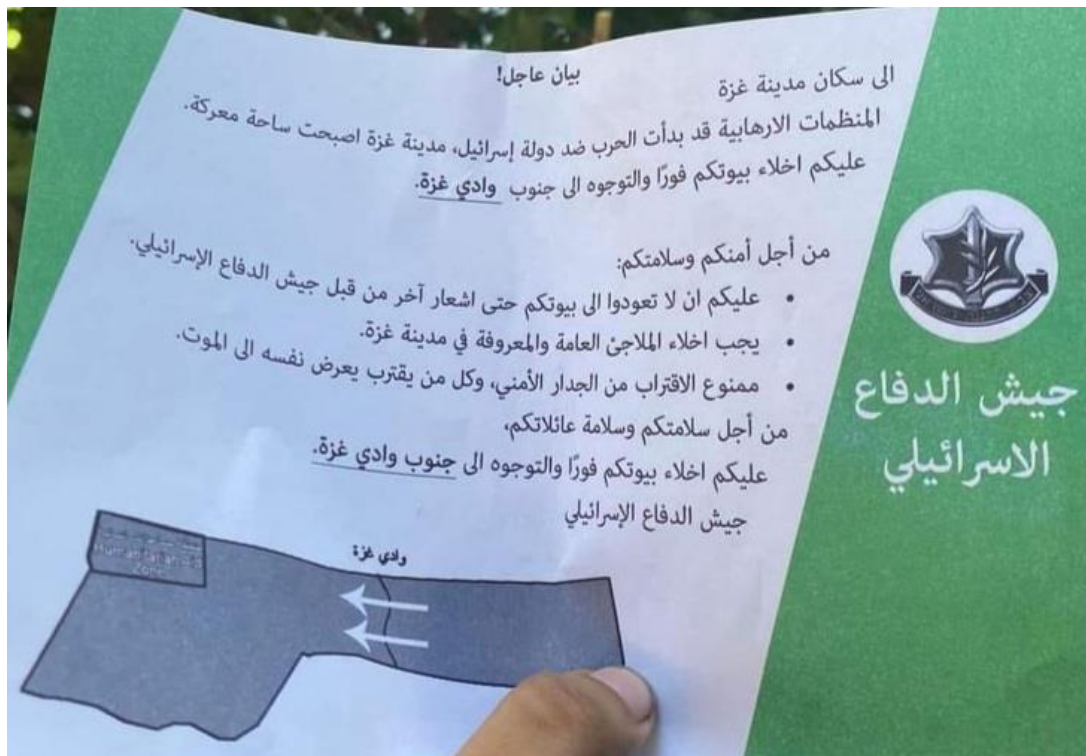 بيان عاجل!
الى سكان مدينة غزة
المنظمات الارهابية قد بدأت الحرب ضد دولة إسرائيل، مدينة غزة اصبحت ساحة معركة.
عليكم اخلاء بيوتكم فورًا والتوجوه الى جنوب وادي غزة.
من أجل أمنكم وسلامتكم:
• عليكم ان لا تعودوا الى بيوتكم حتى اشعار آخر من قبل جيش الدفاع الإسرائيلي.
• يجب اخلاء الملاجئ العامة والمعروفة في مدينة غزة.
• ممنوع الاقتراب من الجدار الأمني، وكل من يقترب يعرض نفسه الى الموت.
من أجل سلامتكم وسلامة عائلاتكم،
عليكم اخلاء بيوتكم فورًا والتوجوه الى جنوب وادي غزة.
جيش الدفاع الإسرائيلي
وادي غزة
Zone
جيش الدفاع
الاسرائيلي